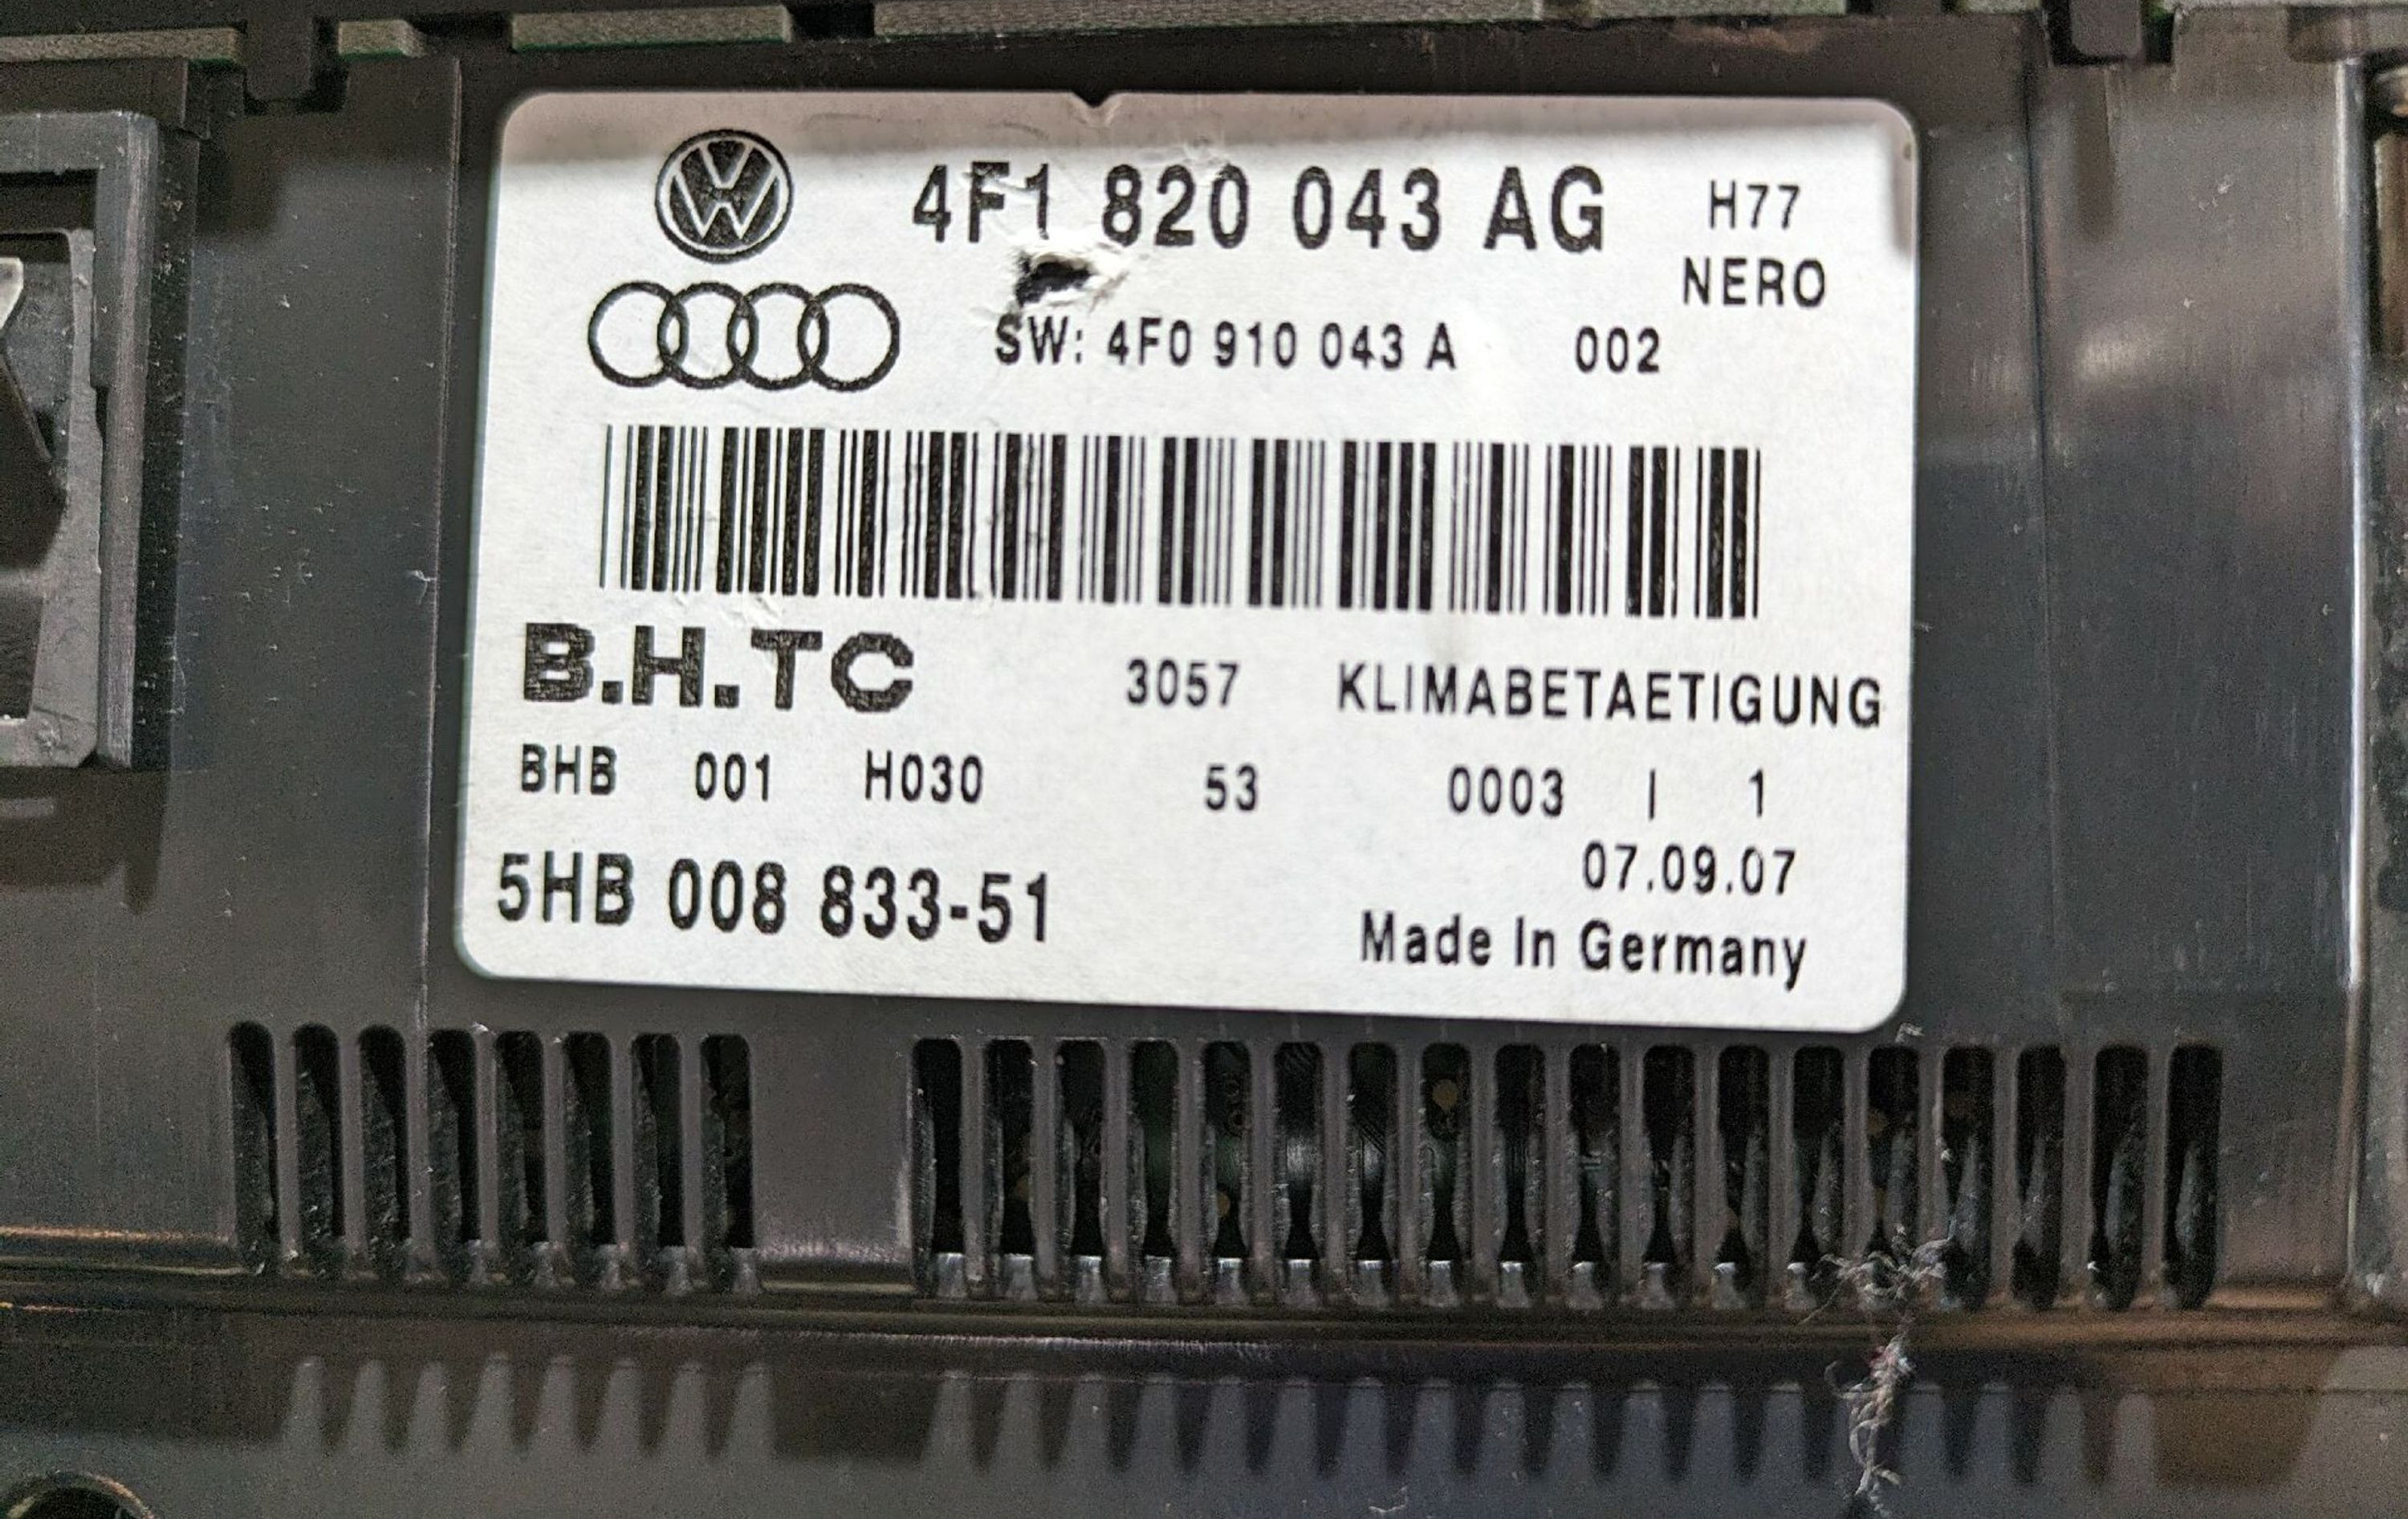 4F1 820 043 AG H77
NERO
SW: 4F0 910 043 A 002
B.H.TC 3057 KLIMABETAETIGUNG
BHB 001 H030 53 0003 | 1
07.09.07
5HB 008 833-51
Made In Germany